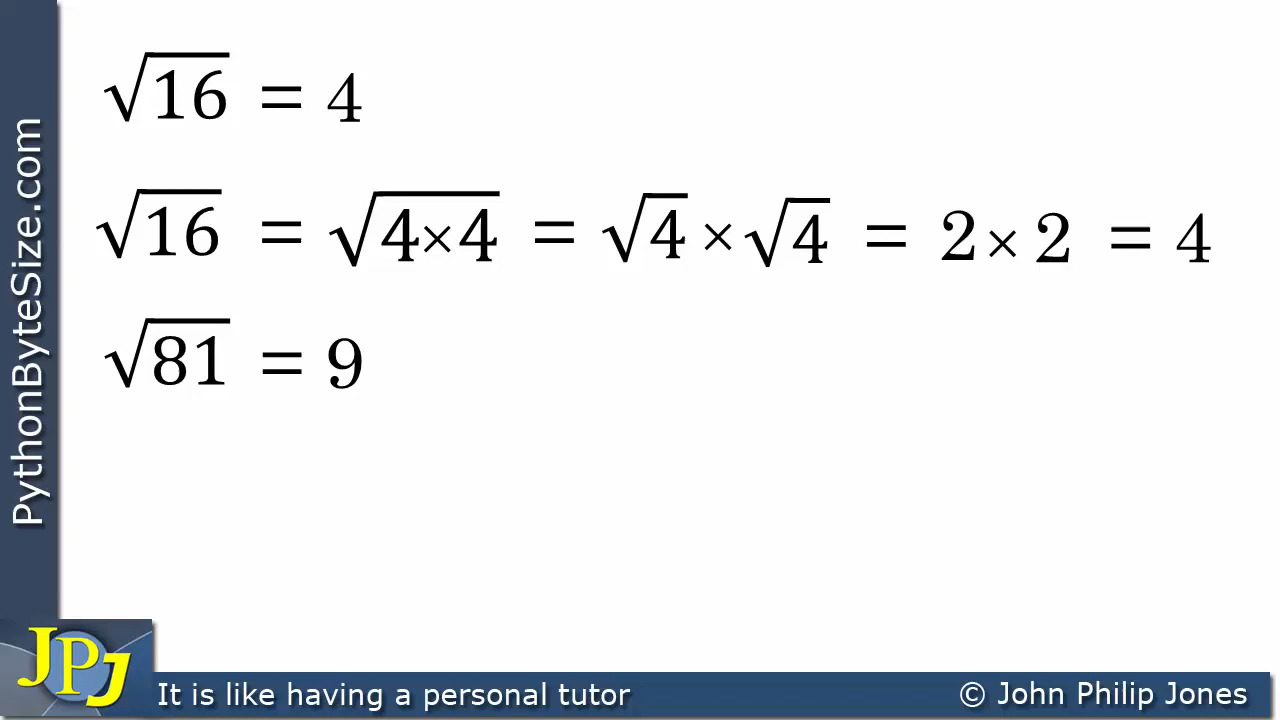 √16 = 4
√16 = √4×4 = √4 × √4 = 2 × 2 = 4
√81 = 9
PythonByteSize.com
JPJ
It is like having a personal tutor
© John Philip Jones